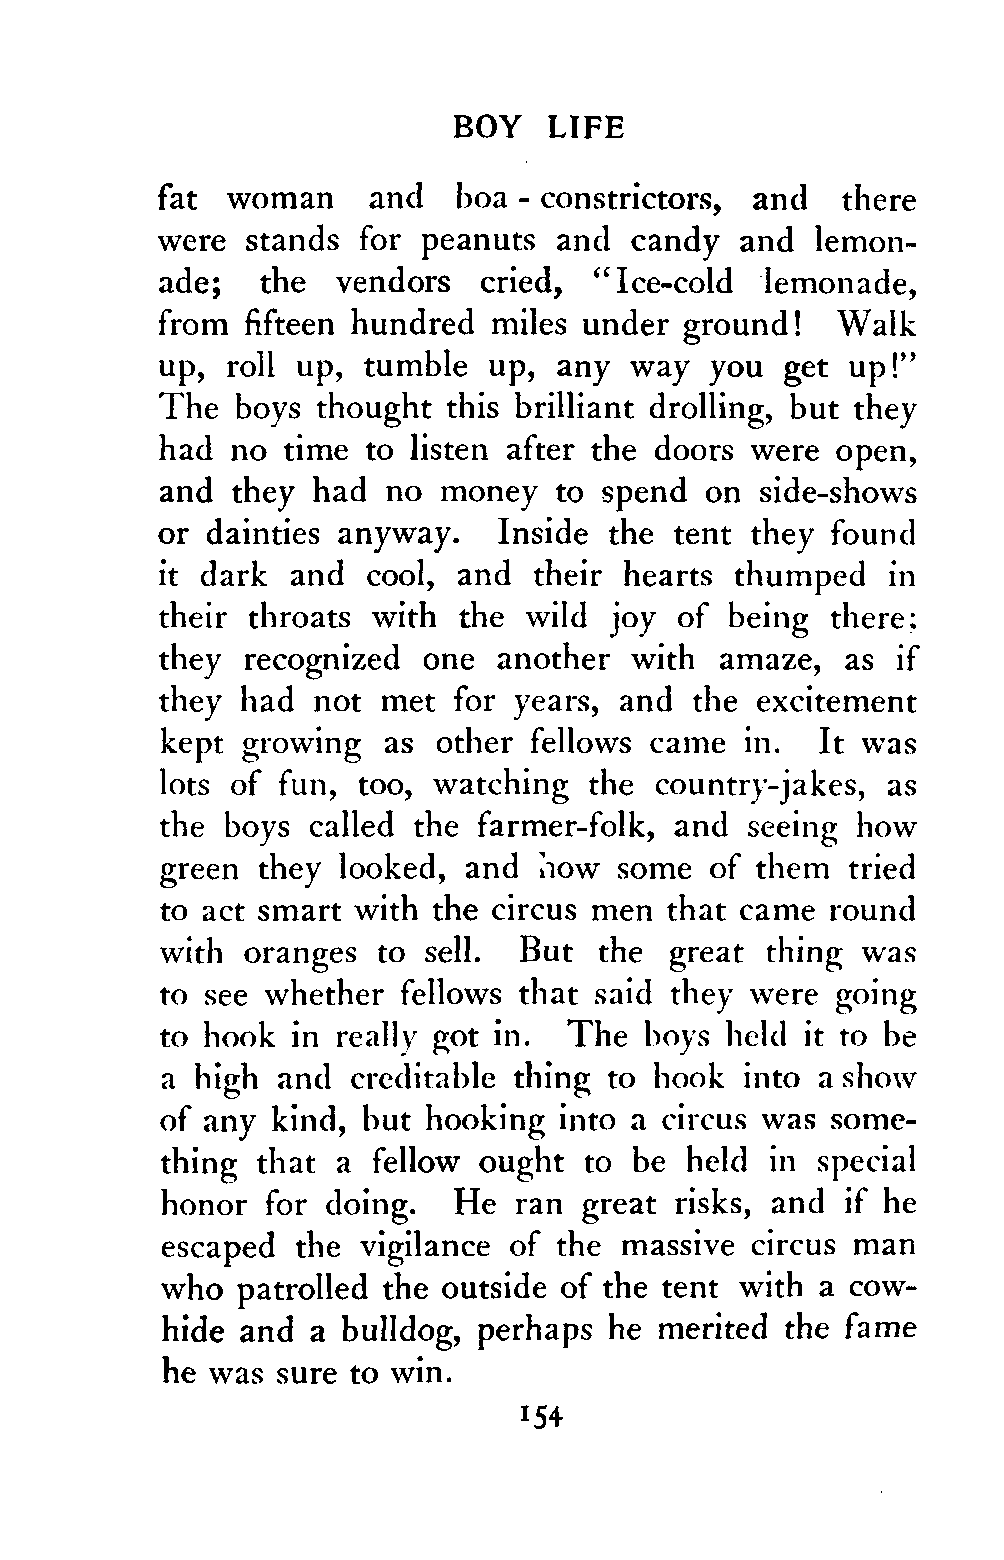 BOY LIFE
fat woman and boa - constrictors, and there
were stands for peanuts and candy and lemon-
ade; the vendors cried, “Ice-cold lemonade,
from fifteen hundred miles under ground! Walk
up, roll up, tumble up, any way you get up!”
The boys thought this brilliant drolling, but they
had no time to listen after the doors were open,
and they had no money to spend on side-shows
or dainties anyway. Inside the tent they found
it dark and cool, and their hearts thumped in
their throats with the wild joy of being there;
they recognized one another with amaze, as if
they had not met for years, and the excitement
kept growing as other fellows came in. It was
lots of fun, too, watching the country-jakes, as
the boys called the farmer-folk, and seeing how
green they looked, and how some of them tried
to act smart with the circus men that came round
with oranges to sell. But the great thing was
to see whether fellows that said they were going
to hook in really got in. The boys held it to be
a high and creditable thing to hook into a show
of any kind, but hooking into a circus was some-
thing that a fellow ought to be held in special
honor for doing. He ran great risks, and if he
escaped the vigilance of the massive circus man
who patrolled the outside of the tent with a cow-
hide and a bulldog, perhaps he merited the fame
he was sure to win.
154